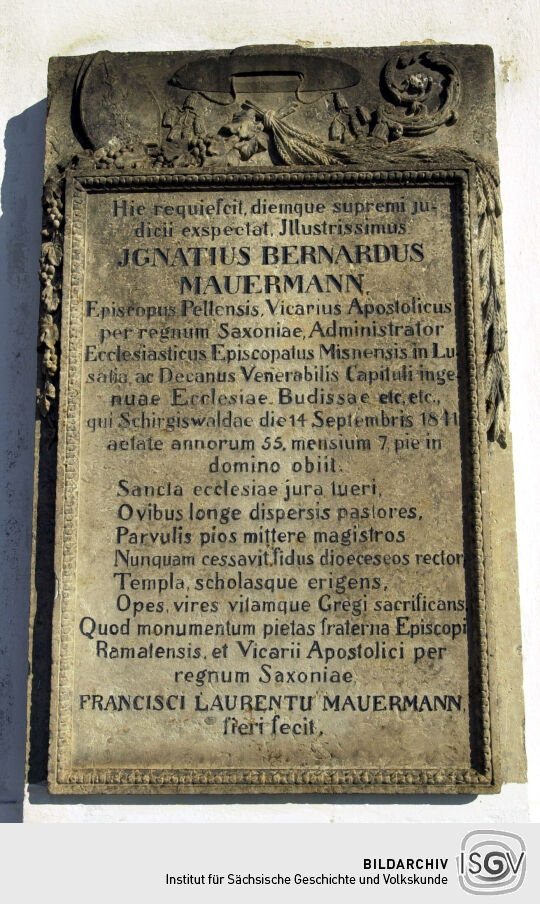 Hic requiescit, diemque supremi ju-
dicii exspectat, Jllustrissimus
JGNATIUS BERNARDUS
MAUERMANN,
Episcopus Pellensis, Vicarius Apostolicus
per regnum Saxoniae, Administrator
Ecclesiasticus Episcopatus Misnensis in Lu-
satia, ac Decanus Venerabilis Capituli inge-
nuae Ecclesiae Budissae etc, etc.,
qui Schirgiswaldae die 14 Septembris 1841
aetate annorum 55, mensium 7, pie in
domino obiit.
Sancta ecclesiae jura tueri,
Ovibus longe dispersis pastores,
Parvulis pios mittere magistros
Nunquam cessavit, fidus dioeceseos rector,
Templa, scholasque erigens,
Opes, vires vitamque Gregi sacrificans.
Quod monumentum pietas fraterna Episcopi
Ramatensis, et Vicarii Apostolici per
regnum Saxoniae,
FRANCISCI LAURENTII MAUERMANN,
fieri fecit,
BILDARCHIV
Institut für Sächsische Geschichte und Volkskunde
ISGV